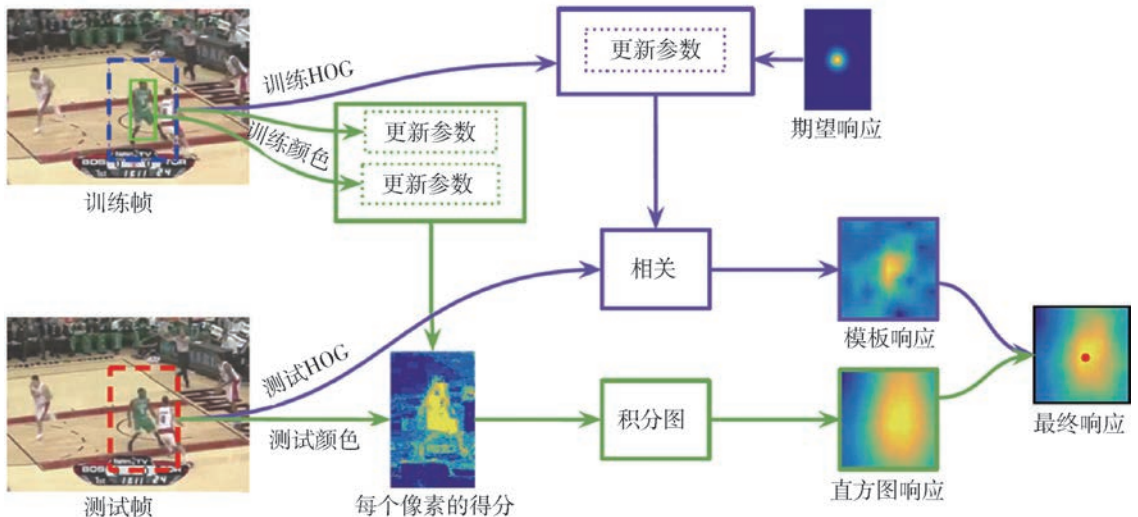 训练HOG
更新参数
期望响应
训练颜色
更新参数
更新参数
训练帧
相关
模板响应
测试HOG
测试颜色
每个像素的得分
积分图
直方图响应
最终响应
测试帧